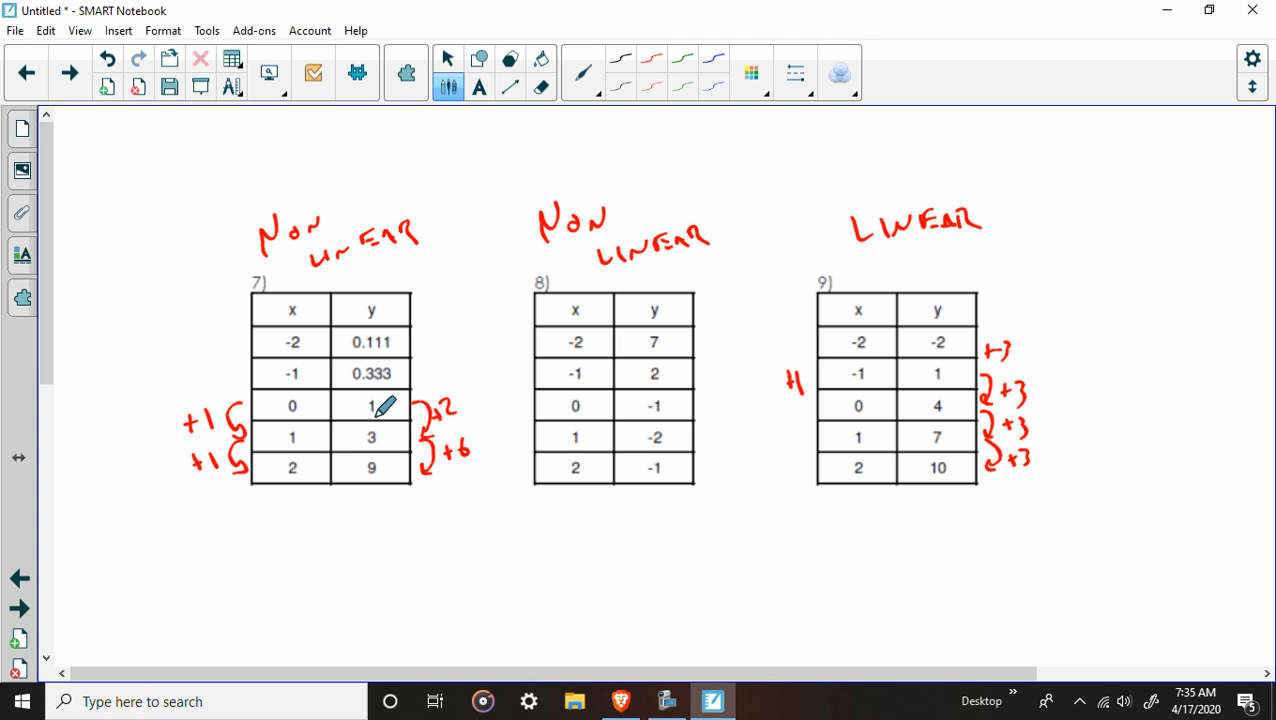 Untitled * - SMART Notebook
File Edit View Insert Format Tools Add-ons Account Help
NON
LINEAR
NON
LINEAR
LINEAR
7)
x y
-2 0.111
-1 0.333
0 1
1 3
2 9
+1
+1
+2
+6
8)
x y
-2 7
-1 2
0 -1
1 -2
2 -1
9)
x y
-2 -2
-1 1
0 4
1 7
2 10
+1
+3
+3
+3
+3
Type here to search
Desktop
7:35 AM
4/17/2020
5